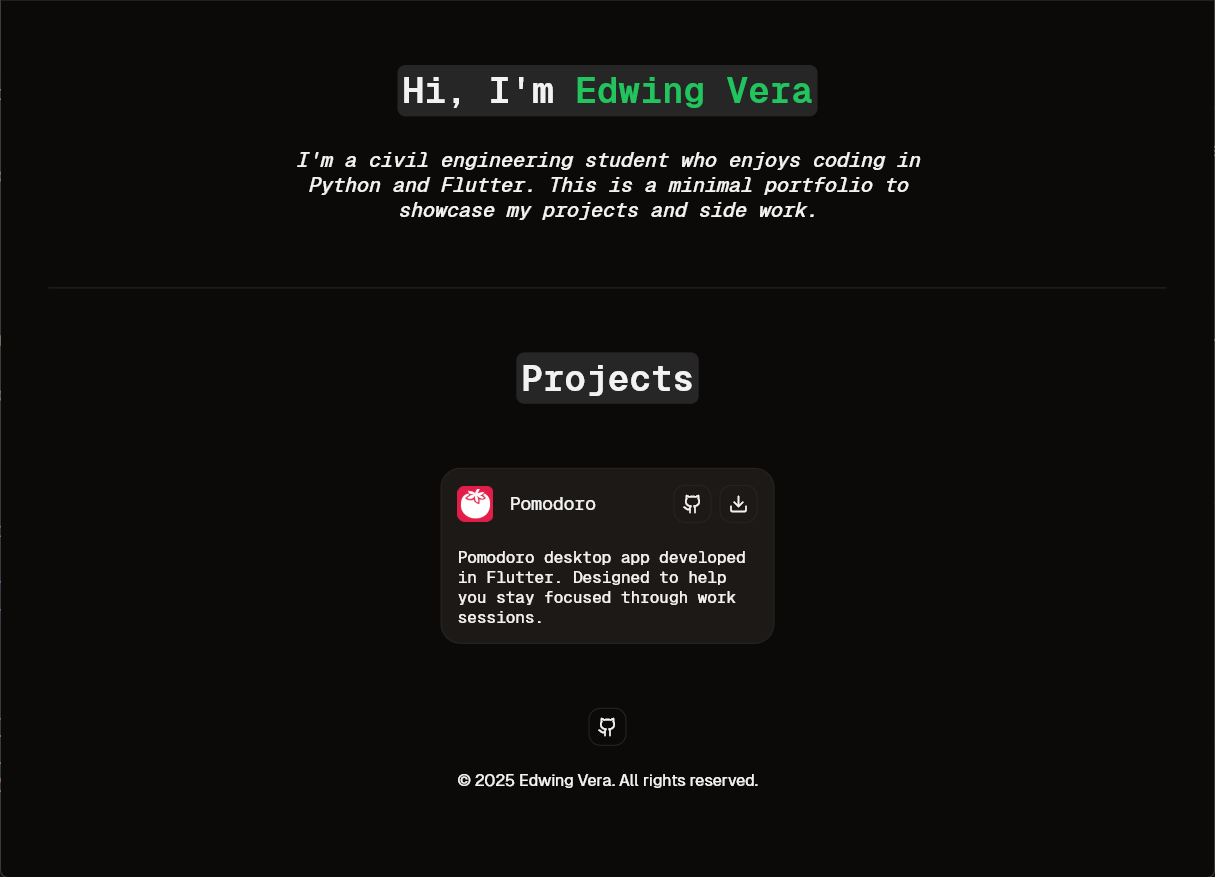 Hi, I'm Edwing Vera
I'm a civil engineering student who enjoys coding in
Python and Flutter. This is a minimal portfolio to
showcase my projects and side work.
Projects
Pomodoro
Pomodoro desktop app developed
in Flutter. Designed to help
you stay focused through work
sessions.
© 2025 Edwing Vera. All rights reserved.